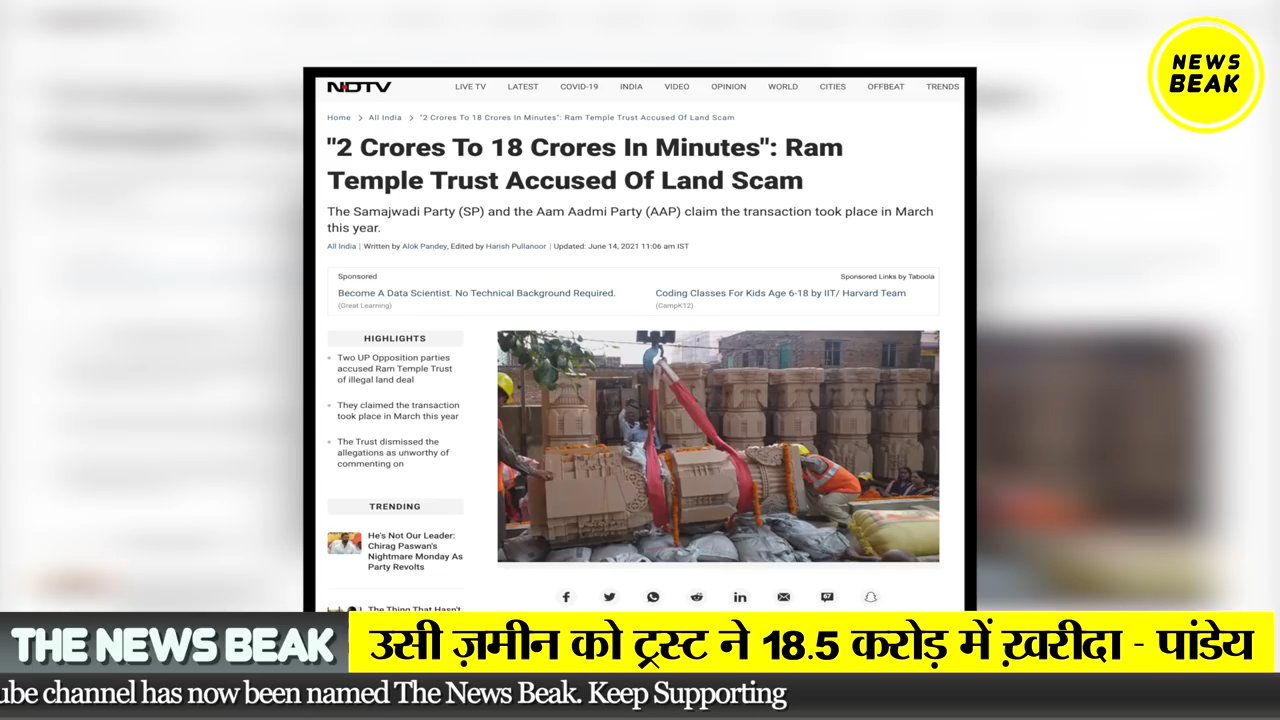 NEWS
BEAK
NDTV
LIVE TV LATEST COVID-19 INDIA VIDEO OPINION WORLD CITIES OFFBEAT TRENDS
Home > All India > "2 Crores To 18 Crores In Minutes": Ram Temple Trust Accused Of Land Scam
"2 Crores To 18 Crores In Minutes": Ram
Temple Trust Accused Of Land Scam
The Samajwadi Party (SP) and the Aam Aadmi Party (AAP) claim the transaction took place in March
this year.
All India | Written by Alok Pandey, Edited by Harish Pullanoor | Updated: June 14, 2021 11:06 am IST
Sponsored Sponsored Links by Taboola
Become A Data Scientist. No Technical Background Required. Coding Classes For Kids Age 6-18 by IIT/ Harvard Team
(Great Learning) (CampK12)
HIGHLIGHTS
Two UP Opposition parties
accused Ram Temple Trust
of illegal land deal
They claimed the transaction
took place in March this year
The Trust dismissed the
allegations as unworthy of
commenting on
TRENDING
He's Not Our Leader:
Chirag Paswan's
Nightmare Monday As
Party Revolts
The Thing That Hasn't
67
THE NEWS BEAK
उसी ज़मीन को ट्रस्ट ने 18.5 करोड़ में ख़रीदा - पांडेय
ube channel has now been named The News Beak. Keep Supporting